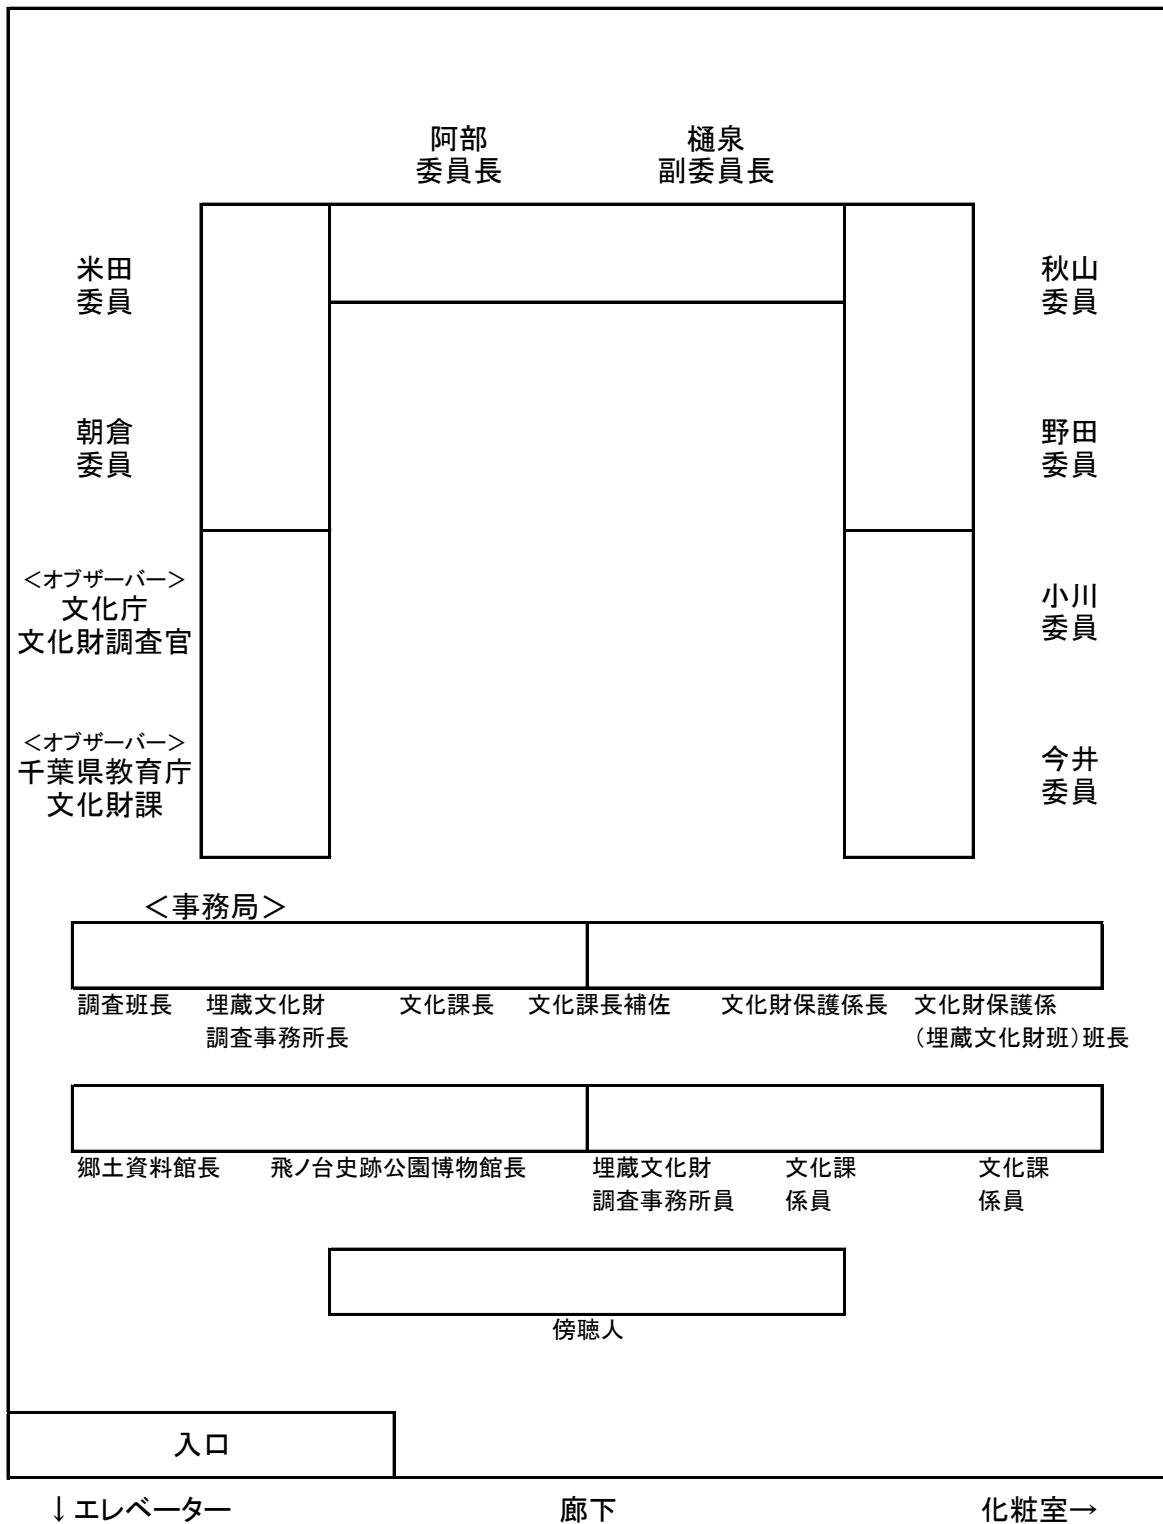 阿部
委員長
樋泉
副委員長
米田
委員
秋山
委員
朝倉
委員
野田
委員
＜オブザーバー＞
文化庁
文化財調査官
小川
委員
＜オブザーバー＞
千葉県教育庁
文化財課
今井
委員
＜事務局＞
調査班長
埋蔵文化財
調査事務所長
文化課長
文化課長補佐
文化財保護係長
文化財保護係
（埋蔵文化財班）班長
郷土資料館長
飛ノ台史跡公園博物館長
埋蔵文化財
調査事務所員
文化課
係員
文化課
係員
傍聴人
入口
↓エレベーター
廊下
化粧室→